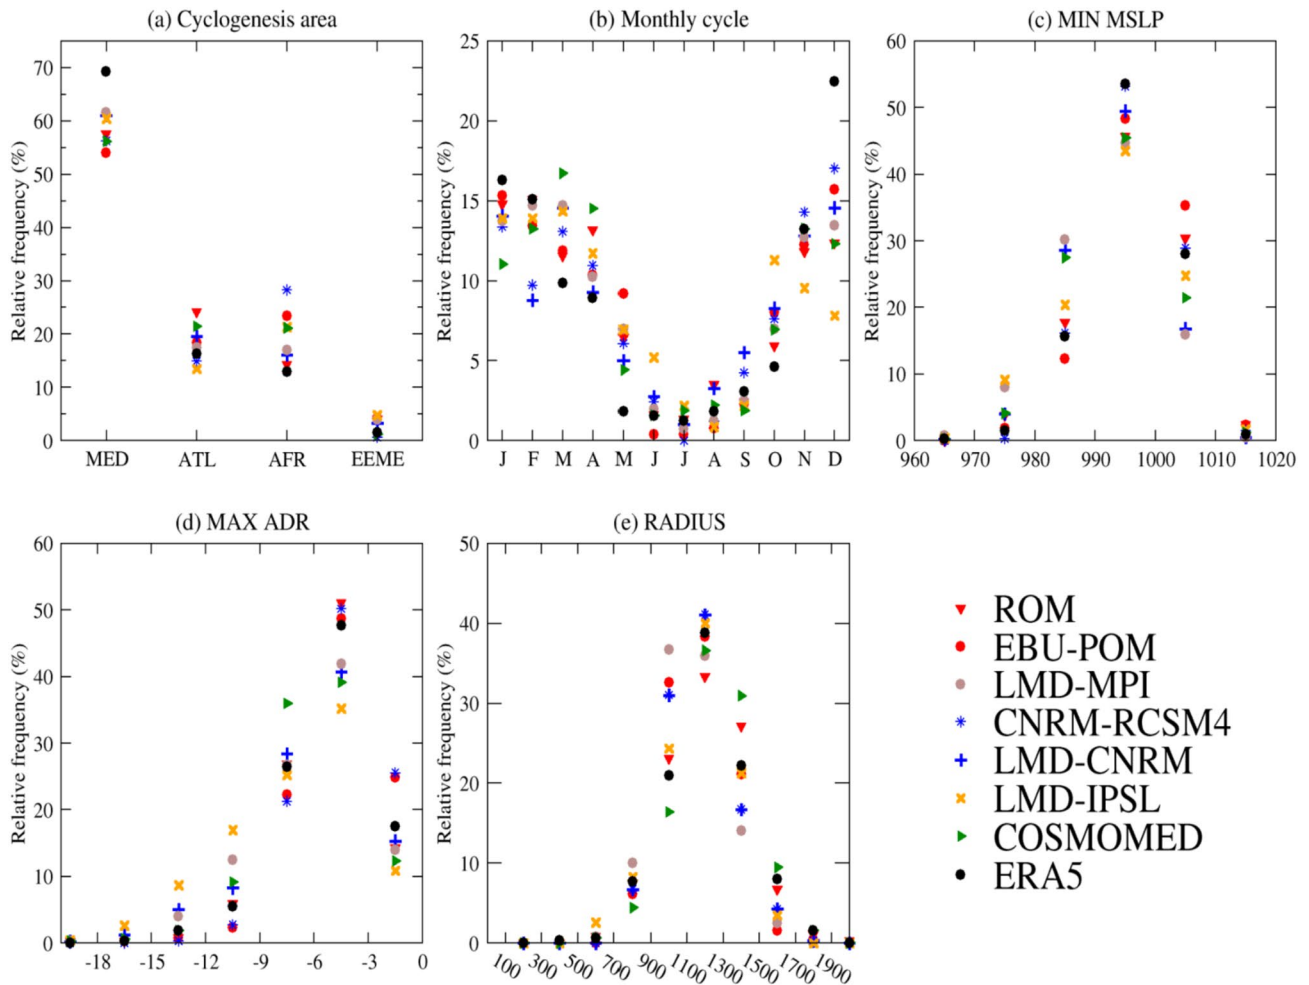 (a) Cyclogenesis area
Relative frequency (%)
70
60
50
40
30
20
10
0
MED ATL AFR EEME
(b) Monthly cycle
Relative frequency (%)
25
20
15
10
5
0
J F M A M J J A S O N D
(c) MIN MSLP
Relative frequency (%)
60
50
40
30
20
10
0
960 970 980 990 1000 1010 1020
(d) MAX ADR
Relative frequency (%)
60
50
40
30
20
10
0
-18 -15 -12 -9 -6 -3 0
(e) RADIUS
Relative frequency (%)
50
40
30
20
10
0
100 300 500 700 900 1100 1300 1500 1700 1900
ROM
EBU-POM
LMD-MPI
CNRM-RCSM4
LMD-CNRM
LMD-IPSL
COSMOMED
ERA5